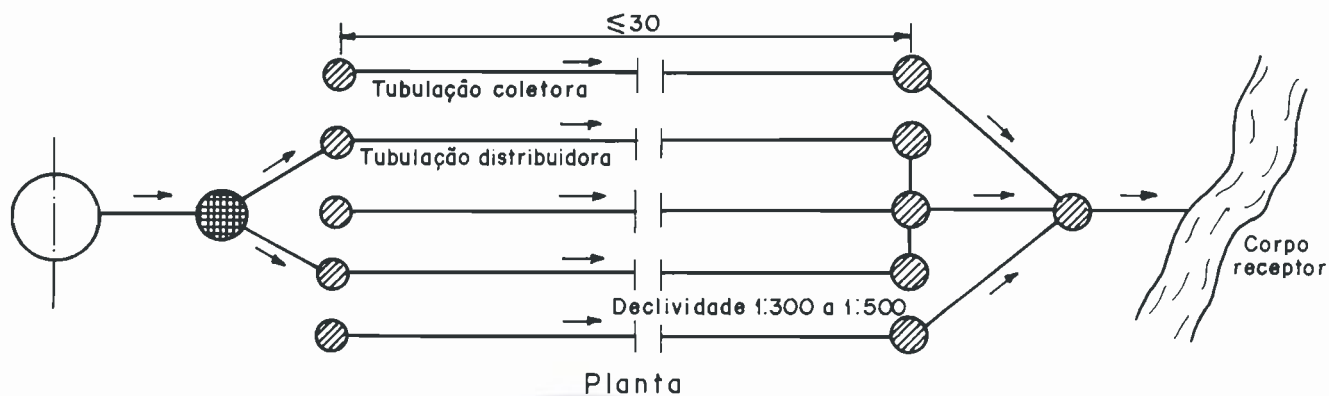 ≤30
Tubulação coletora
Tubulação distribuidora
Corpo
receptor
Declividade 1:300 a 1:500
Planta